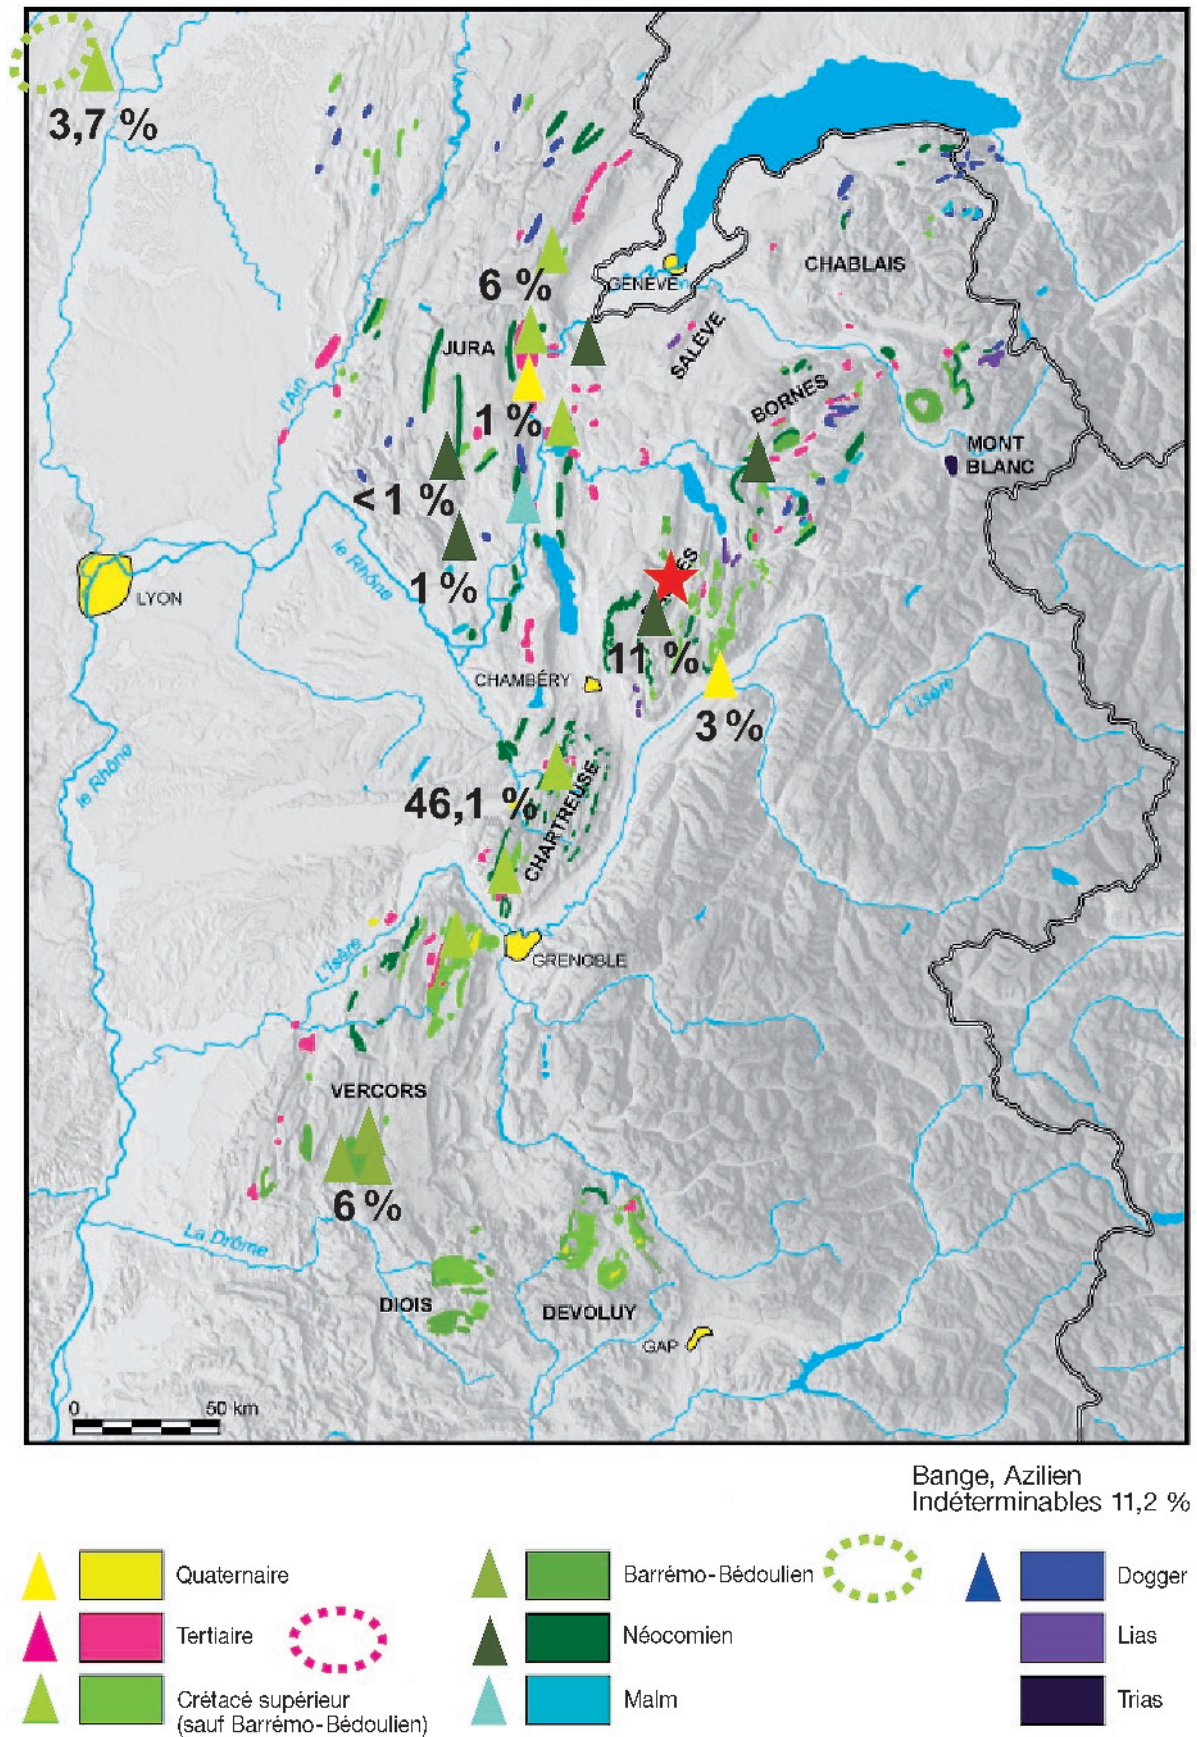 3,7 %
CHABLAIS
GENÈVE
6 %
JURA
SALÈVE
l'Ain
BORNES
1 %
MONT
BLANC
< 1 %
le Rhône
1 %
LYON
11 %
CHAMBÉRY
3 %
L'Isère
le Rhône
46,1 %
CHARTREUSE
L'Isère
GRENOBLE
VERCORS
6 %
La Drôme
DIOIS
DEVOLUY
GAP
0 50 km
Bange, Azilien
Indéterminables 11,2 %
Quaternaire
Tertiaire
Crétacé supérieur
(sauf Barrémo-Bédoulien)
Barrémo-Bédoulien
Néocomien
Malm
Dogger
Lias
Trias